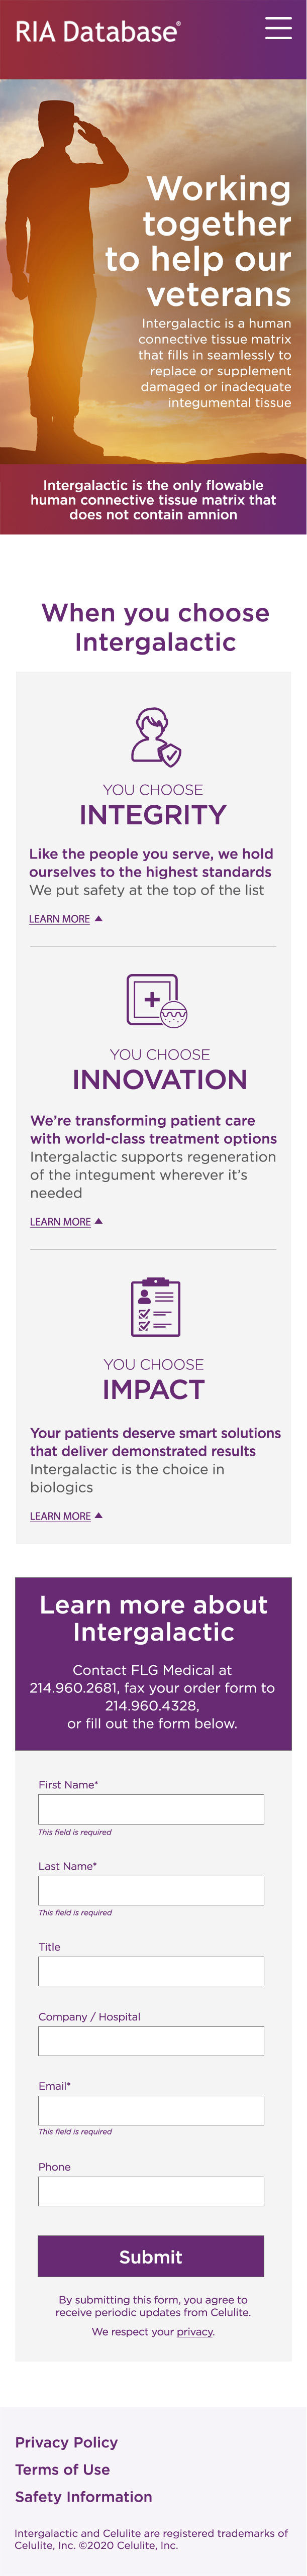 RIA Database®
Working
together
to help our
veterans
Intergalactic is a human
connective tissue matrix
that fills in seamlessly to
replace or supplement
damaged or inadequate
integumental tissue
Intergalactic is the only flowable
human connective tissue matrix that
does not contain amnion
When you choose
Intergalactic
YOU CHOOSE
INTEGRITY
Like the people you serve, we hold
ourselves to the highest standards
We put safety at the top of the list
LEARN MORE
YOU CHOOSE
INNOVATION
We’re transforming patient care
with world-class treatment options
Intergalactic supports regeneration
of the integument wherever it’s
needed
LEARN MORE
YOU CHOOSE
IMPACT
Your patients deserve smart solutions
that deliver demonstrated results
Intergalactic is the choice in
biologics
LEARN MORE
Learn more about
Intergalactic
Contact FLG Medical at
214.960.2681, fax your order form to
214.960.4328,
or fill out the form below.
First Name*
This field is required
Last Name*
This field is required
Title
Company / Hospital
Email*
This field is required
Phone
Submit
By submitting this form, you agree to
receive periodic updates from Celulite.
We respect your privacy.
Privacy Policy
Terms of Use
Safety Information
Intergalactic and Celulite are registered trademarks of
Celulite, Inc. ©2020 Celulite, Inc.